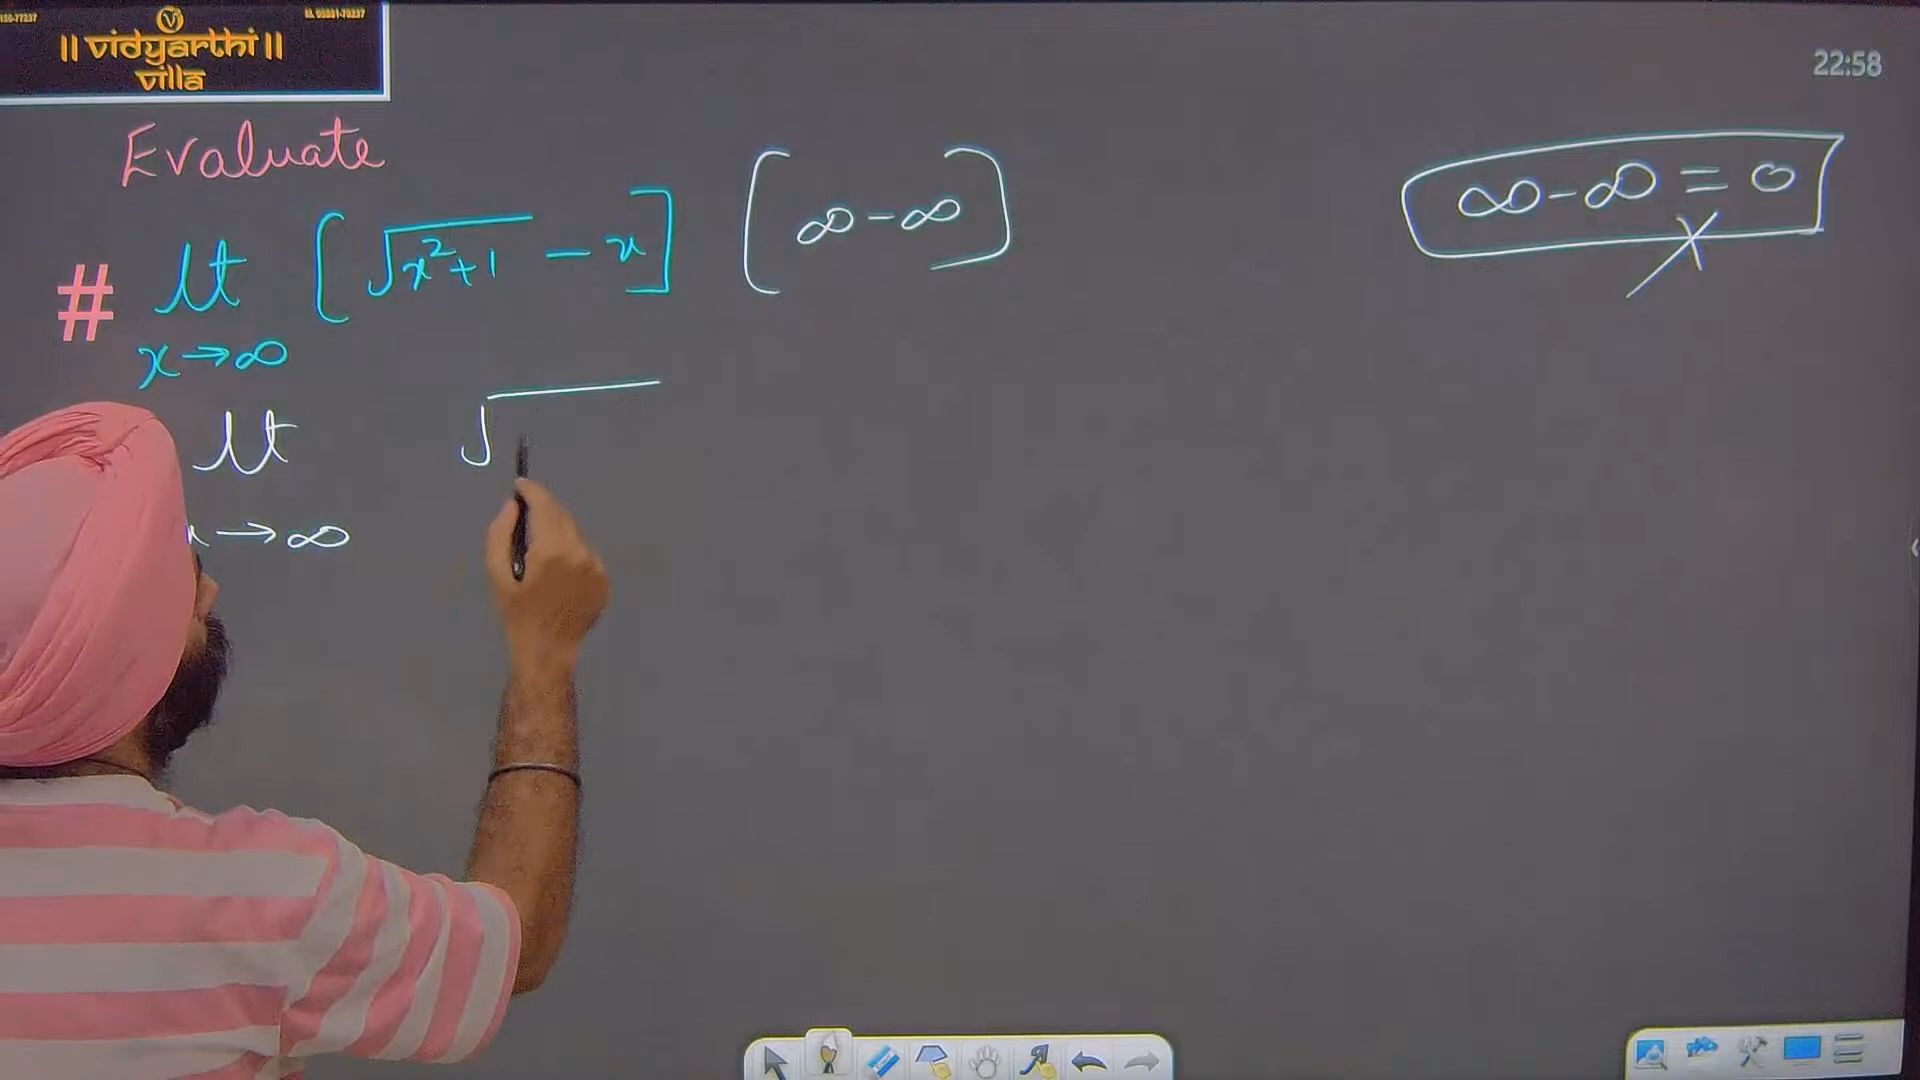 || vidyarthi ||
villa
22:58
Evaluate
# lt [√x²+1 - x] [∞-∞]
x→∞
∞-∞ = 0
lt √
x→∞